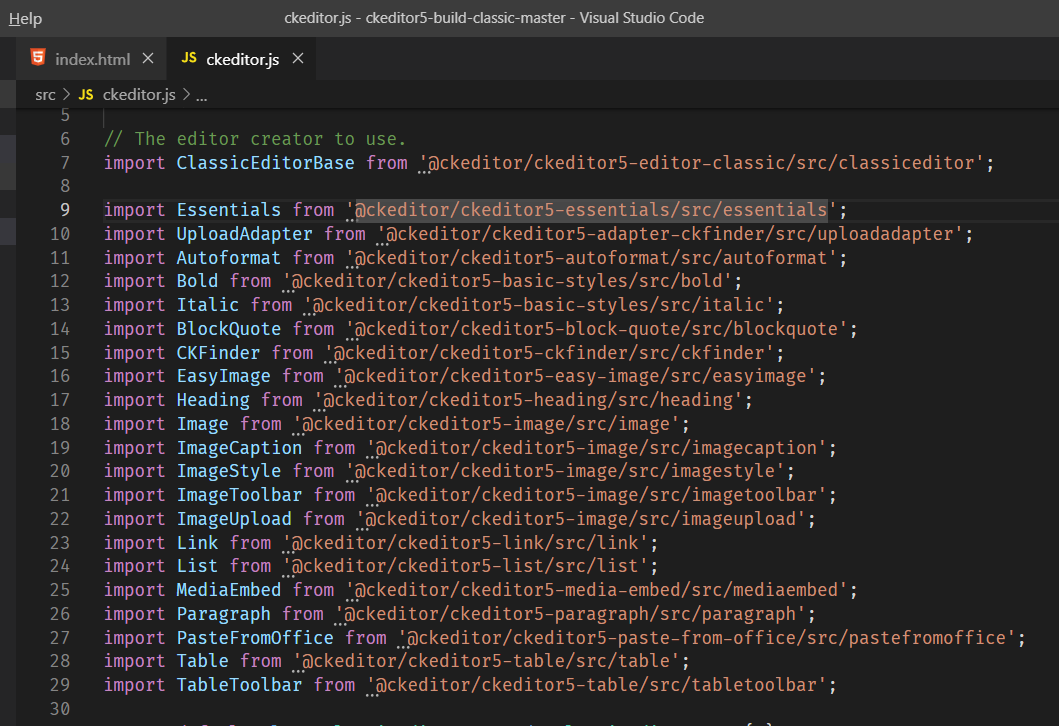 Help ckeditor.js - ckeditor5-build-classic-master - Visual Studio Code
index.html JS ckeditor.js
src > JS ckeditor.js > ...
5
6 // The editor creator to use.
7 import ClassicEditorBase from '@ckeditor/ckeditor5-editor-classic/src/classiceditor';
8
9 import Essentials from '@ckeditor/ckeditor5-essentials/src/essentials';
10 import UploadAdapter from '@ckeditor/ckeditor5-adapter-ckfinder/src/uploadadapter';
11 import Autoformat from '@ckeditor/ckeditor5-autoformat/src/autoformat';
12 import Bold from '@ckeditor/ckeditor5-basic-styles/src/bold';
13 import Italic from '@ckeditor/ckeditor5-basic-styles/src/italic';
14 import BlockQuote from '@ckeditor/ckeditor5-block-quote/src/blockquote';
15 import CKFinder from '@ckeditor/ckeditor5-ckfinder/src/ckfinder';
16 import EasyImage from '@ckeditor/ckeditor5-easy-image/src/easyimage';
17 import Heading from '@ckeditor/ckeditor5-heading/src/heading';
18 import Image from '@ckeditor/ckeditor5-image/src/image';
19 import ImageCaption from '@ckeditor/ckeditor5-image/src/imagecaption';
20 import ImageStyle from '@ckeditor/ckeditor5-image/src/imagestyle';
21 import ImageToolbar from '@ckeditor/ckeditor5-image/src/imagetoolbar';
22 import ImageUpload from '@ckeditor/ckeditor5-image/src/imageupload';
23 import Link from '@ckeditor/ckeditor5-link/src/link';
24 import List from '@ckeditor/ckeditor5-list/src/list';
25 import MediaEmbed from '@ckeditor/ckeditor5-media-embed/src/mediaembed';
26 import Paragraph from '@ckeditor/ckeditor5-paragraph/src/paragraph';
27 import PasteFromOffice from '@ckeditor/ckeditor5-paste-from-office/src/pastefromoffice';
28 import Table from '@ckeditor/ckeditor5-table/src/table';
29 import TableToolbar from '@ckeditor/ckeditor5-table/src/tabletoolbar';
30